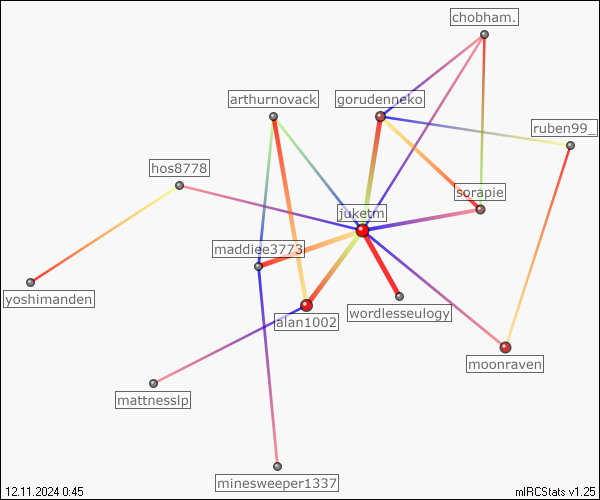 chobham.
arthurnovack
gorudenneko
ruben99_
hos8778
sorapie
juketm
maddiee3773
yoshimanden
wordlesseulogy
alan1002
moonraven
mattnesslp
minesweeper1337
12.11.2024 0:45
mIRCStats v1.25